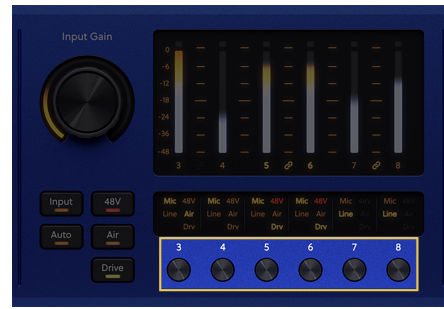 Input Gain
0
-6
-12
-18
-24
-36
-48
3 4 5 6 7 8
Input 48V
Auto Air
Drive
Mic 48V Mic 48V Mic 48V Mic 48V Mic 48V Mic 48V
Line Air Line Air Line Air Line Air Line Air Line Air
Drv Drv Drv Drv Drv Drv
3 4 5 6 7 8